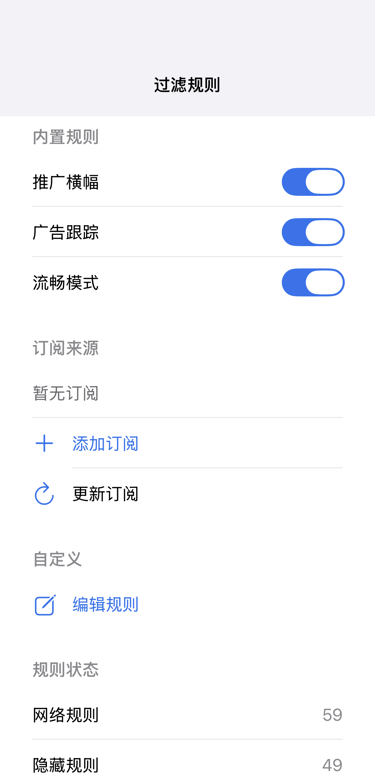 过滤规则
内置规则
推广横幅
广告跟踪
流畅模式
订阅来源
暂无订阅
添加订阅
更新订阅
自定义
编辑规则
规则状态
网络规则 59
隐藏规则 49